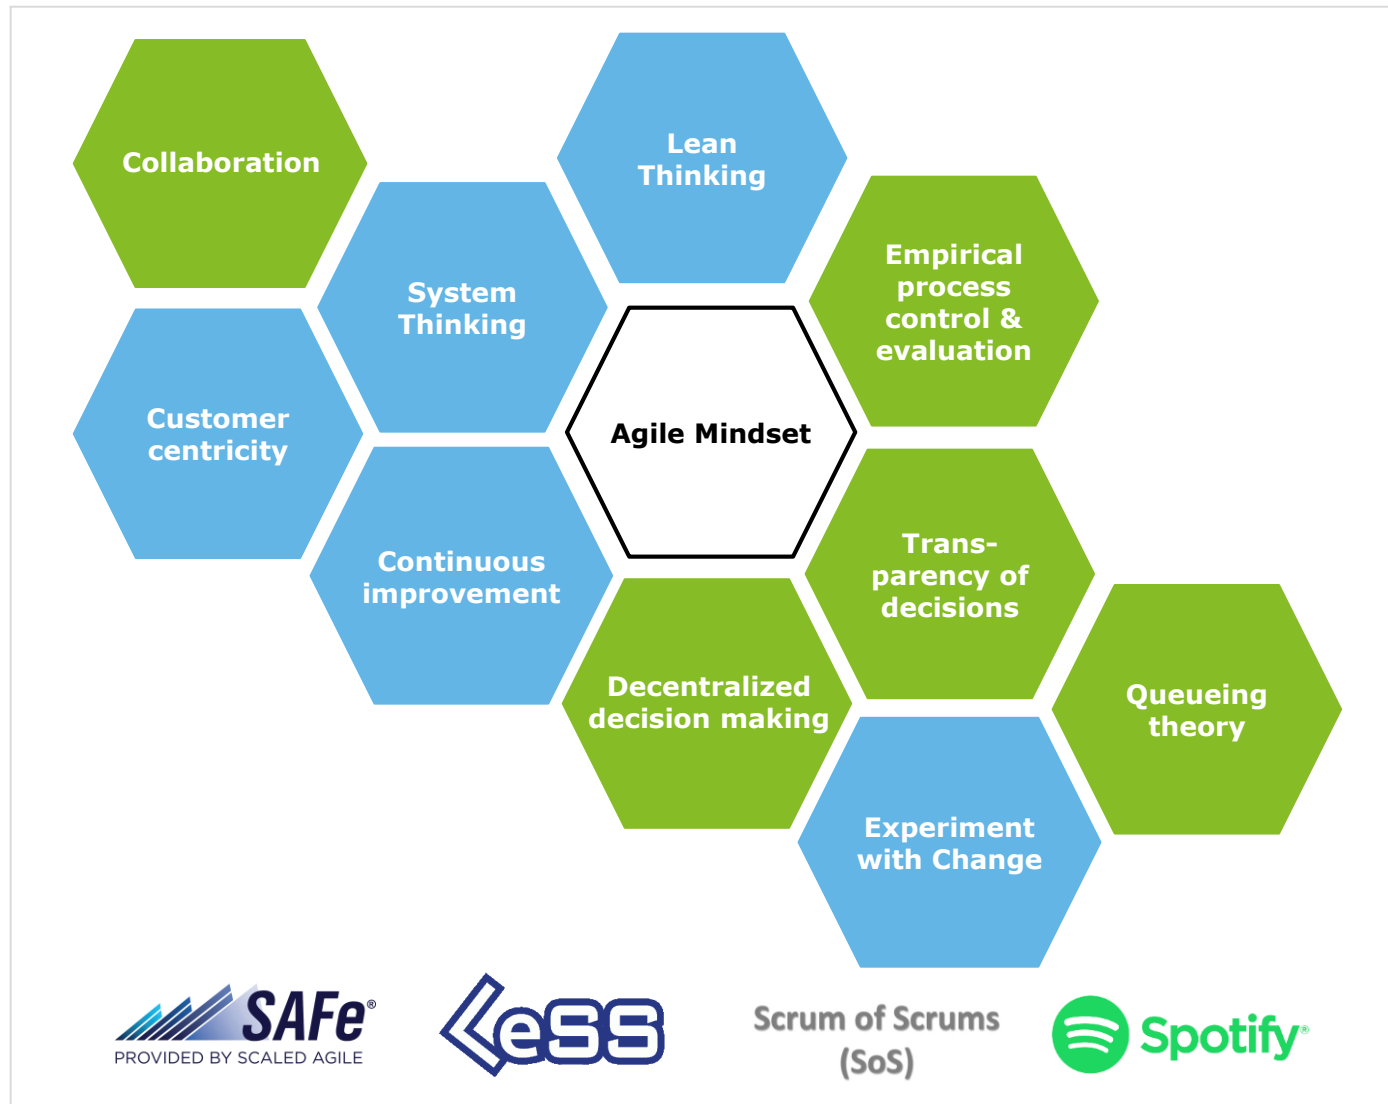 Collaboration
Lean
Thinking
System
Thinking
Empirical
process
control &
evaluation
Customer
centricity
Agile Mindset
Continuous
improvement
Trans-
parency of
decisions
Decentralized
decision making
Queueing
theory
Experiment
with Change
SAFe®
PROVIDED BY SCALED AGILE
LeSS
Scrum of Scrums
(SoS)
Spotify®